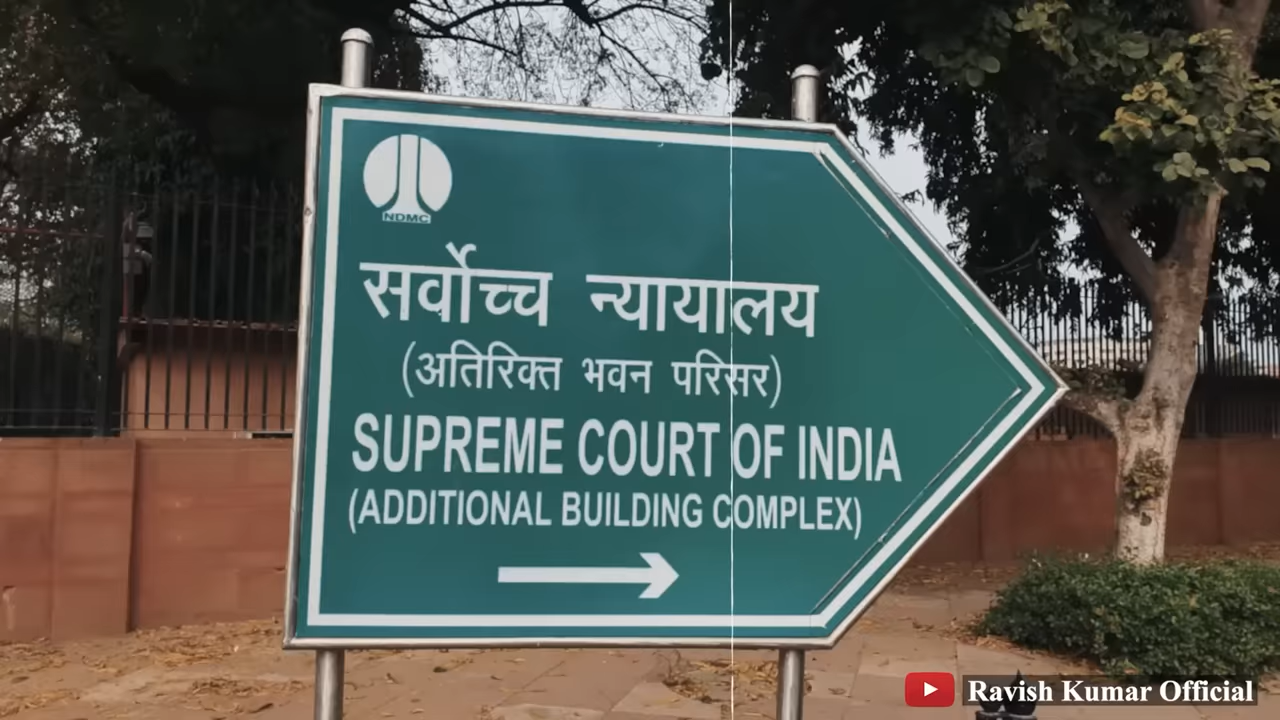 NDMC
सर्वोच्च न्यायालय
(अतिरिक्त भवन परिसर)
SUPREME COURT OF INDIA
(ADDITIONAL BUILDING COMPLEX)
Ravish Kumar Official